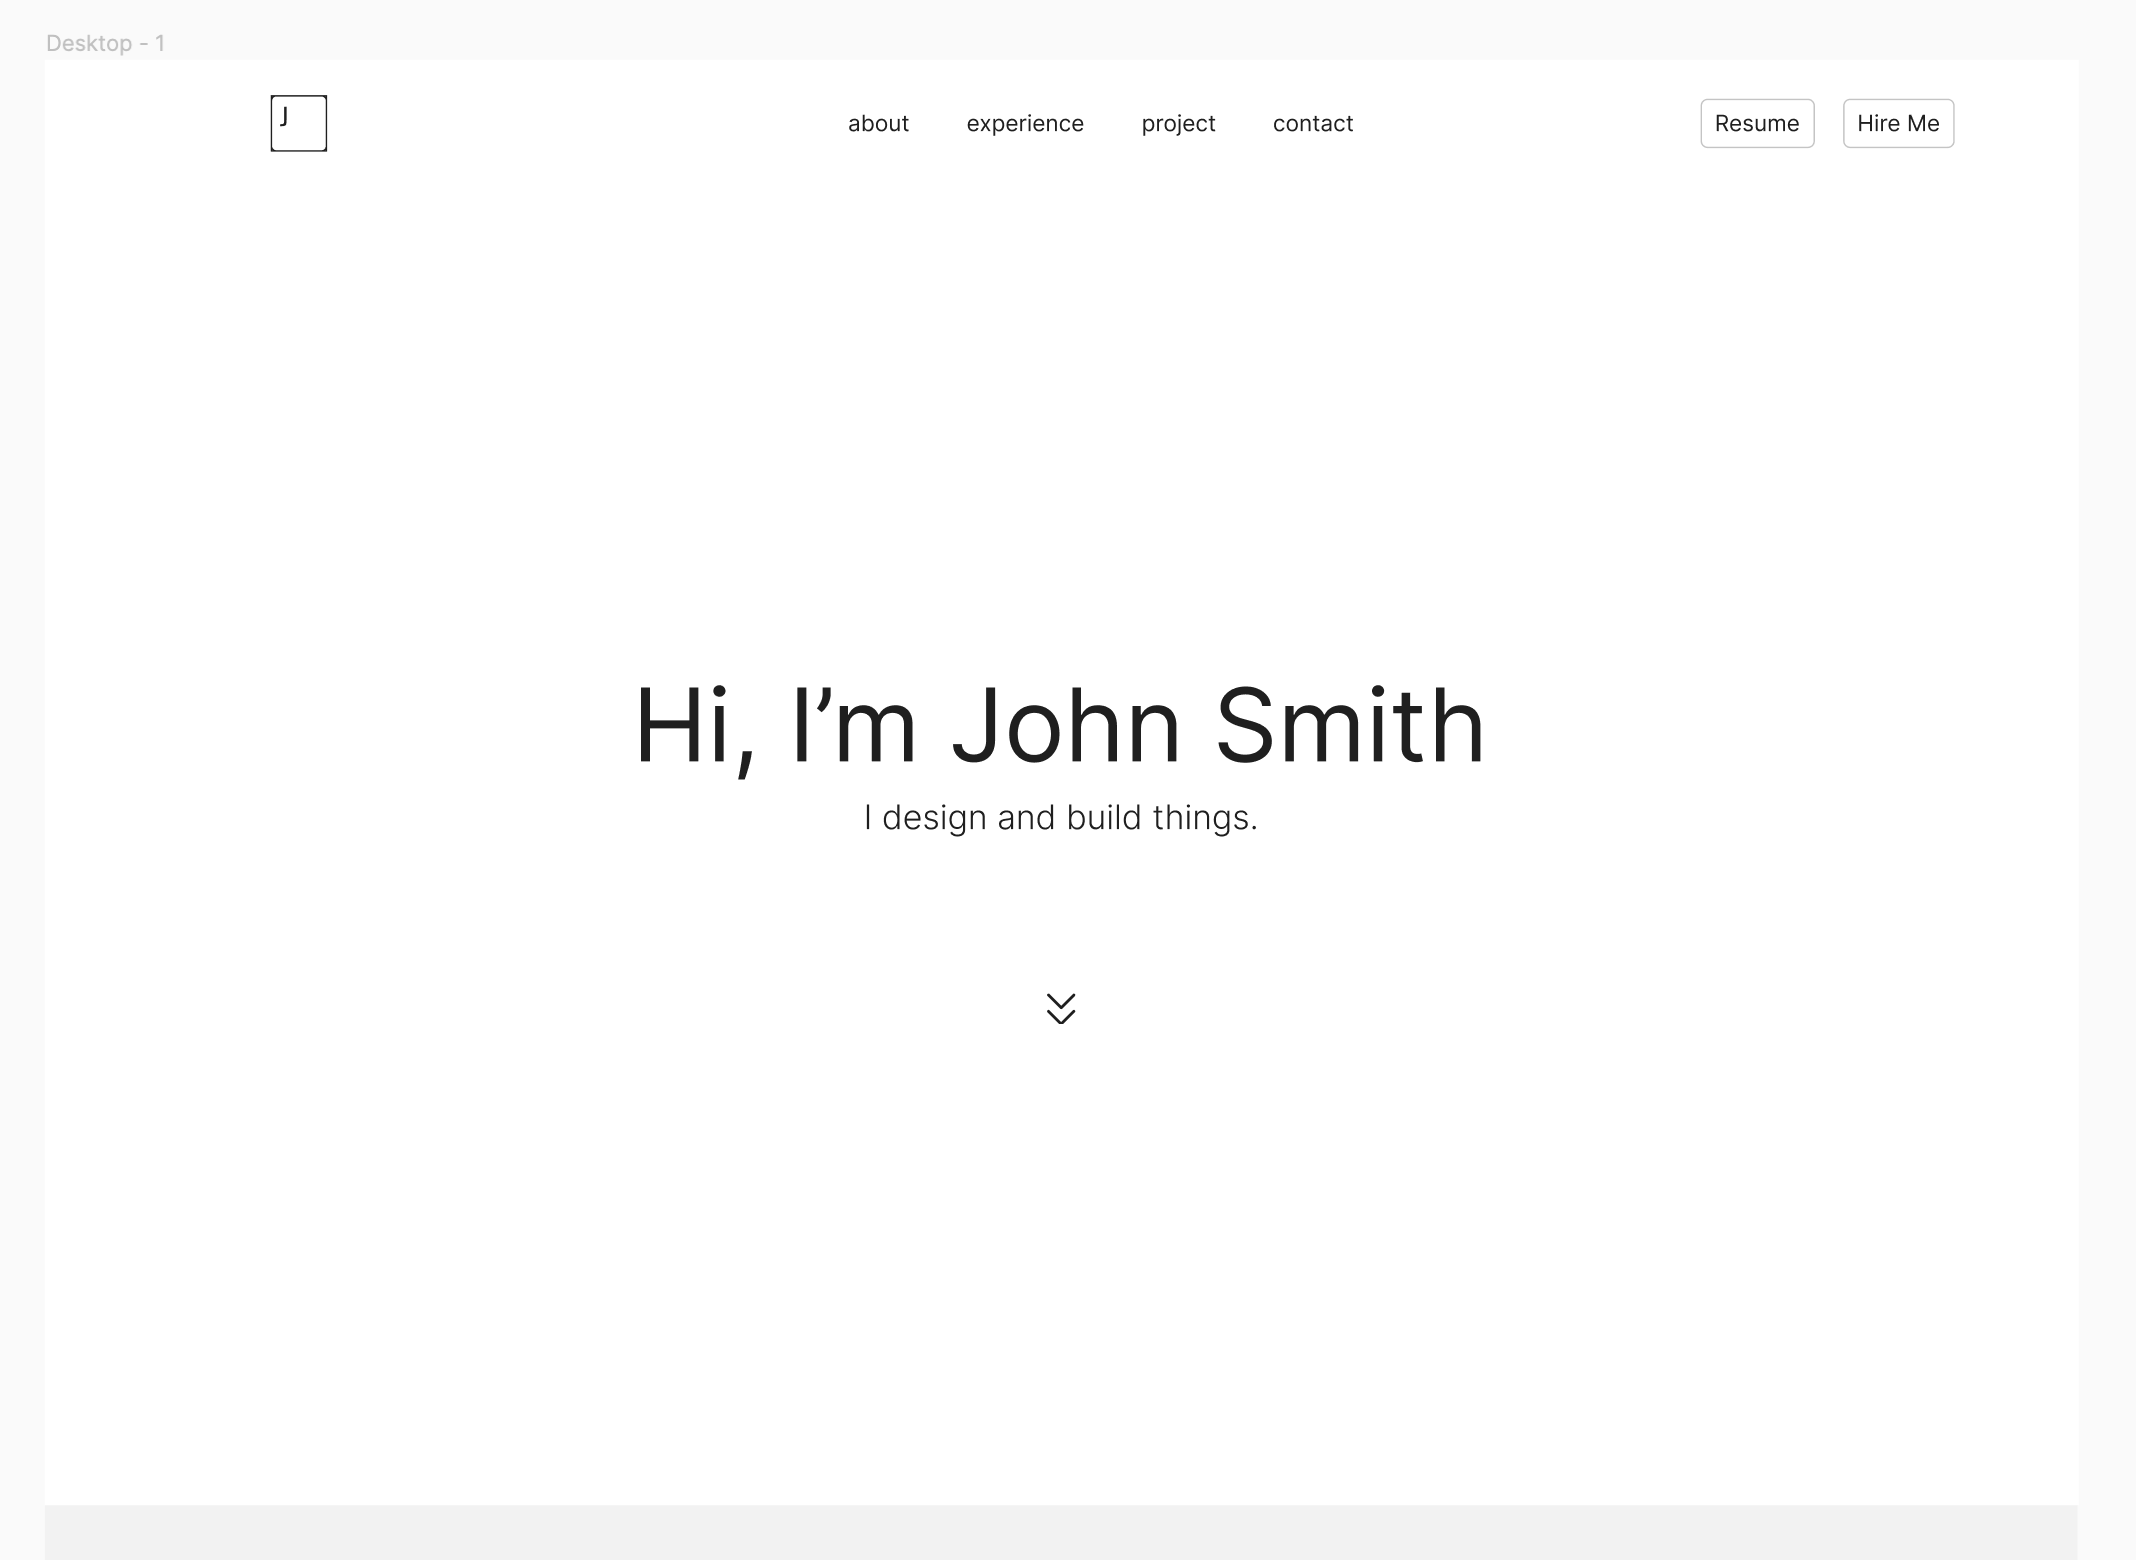 Desktop - 1
J
about experience project contact
Resume Hire Me
Hi, I’m John Smith
I design and build things.